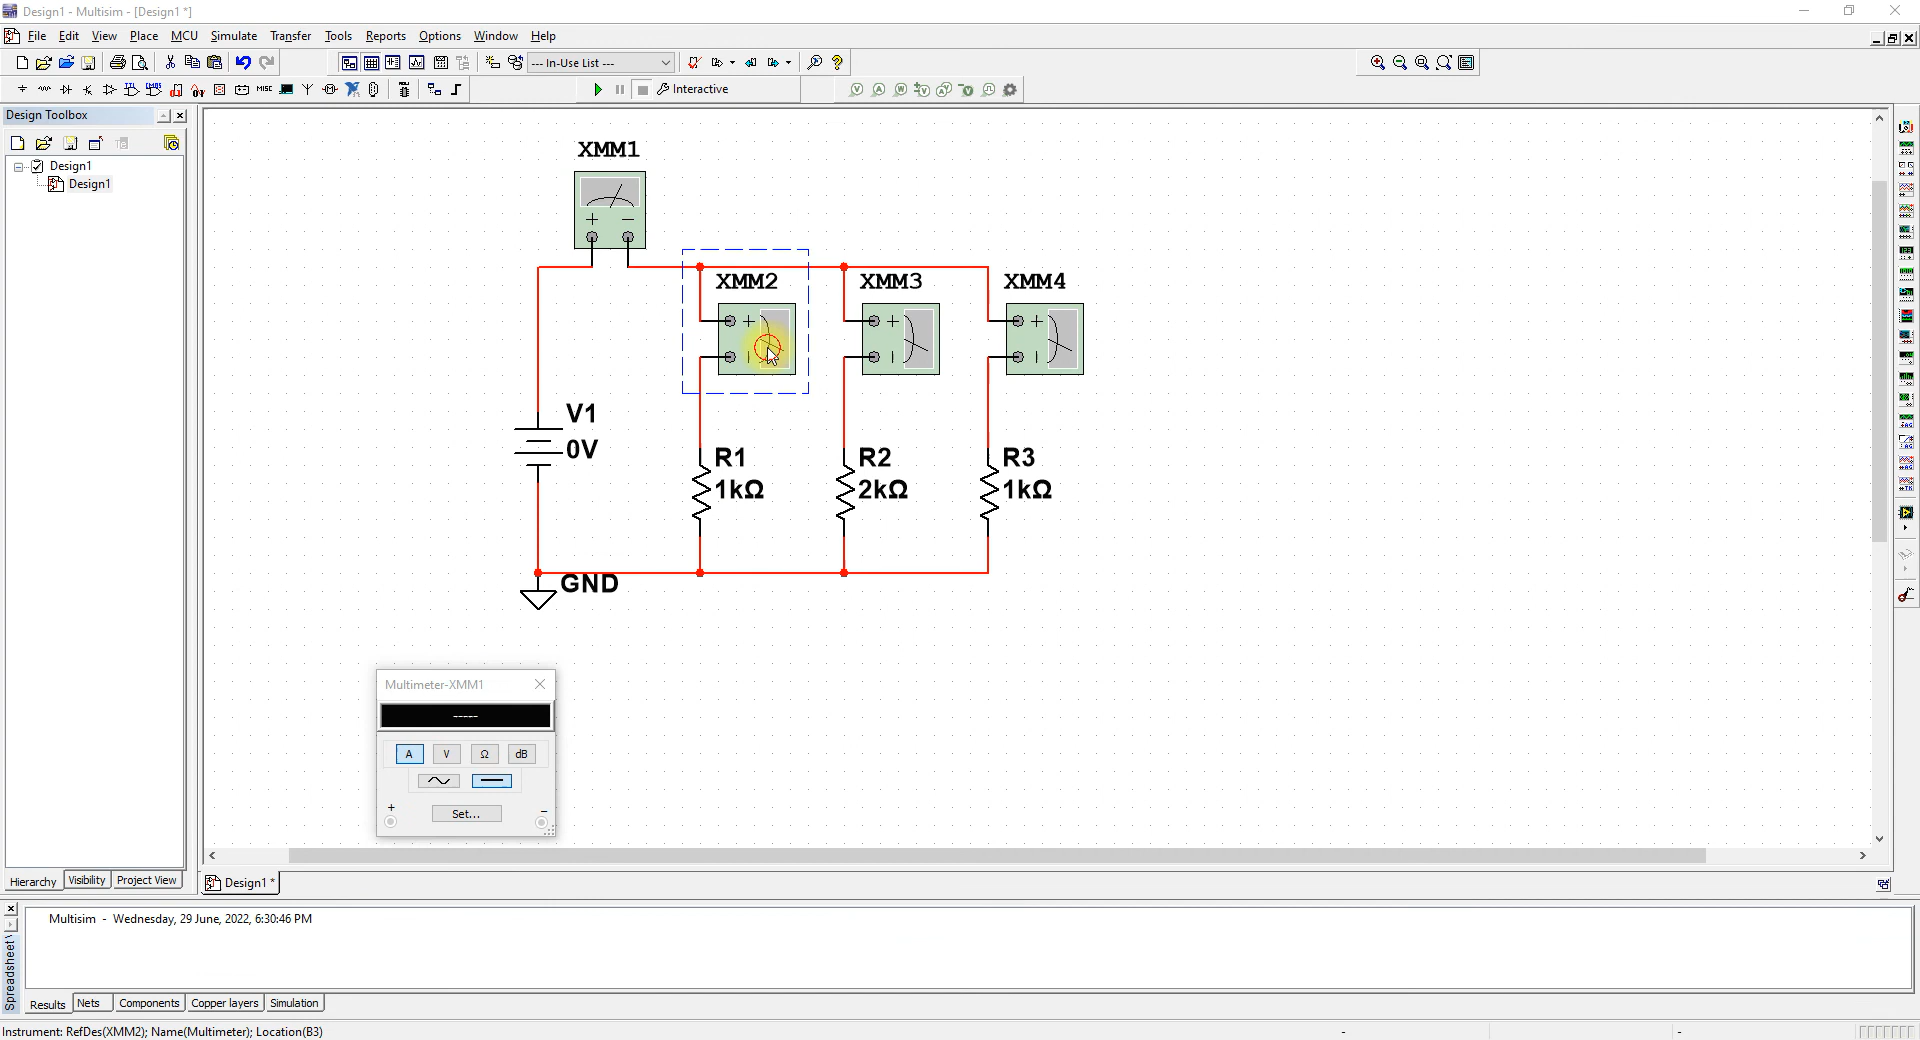 Design1 - Multisim - [Design1 *]
File Edit View Place MCU Simulate Transfer Tools Reports Options Window Help
--- In-Use List ---
MISC Interactive
Design Toolbox
Design1
Design1
XMM1
XMM2 XMM3 XMM4
V1
0V
R1 R2 R3
1kΩ 2kΩ 1kΩ
GND
Multimeter-XMM1
-----
A V Ω dB
+ Set... –
Hierarchy Visibility Project View
Design1 *
Multisim - Wednesday, 29 June, 2022, 6:30:46 PM
Spreadsheet
Results Nets Components Copper layers Simulation
Instrument: RefDes(XMM2); Name(Multimeter); Location(B3) - -